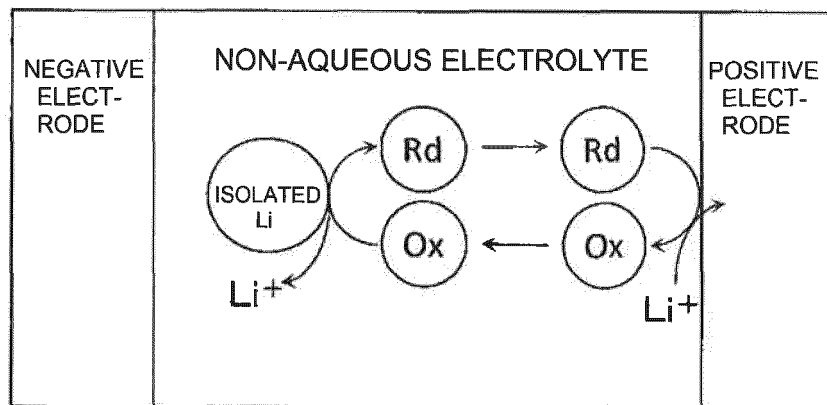 NEGATIVE
ELECT-
RODE
NON-AQUEOUS ELECTROLYTE
POSITIVE
ELECT-
RODE
Rd
Rd
ISOLATED
Li
Ox
Ox
Li+
Li+